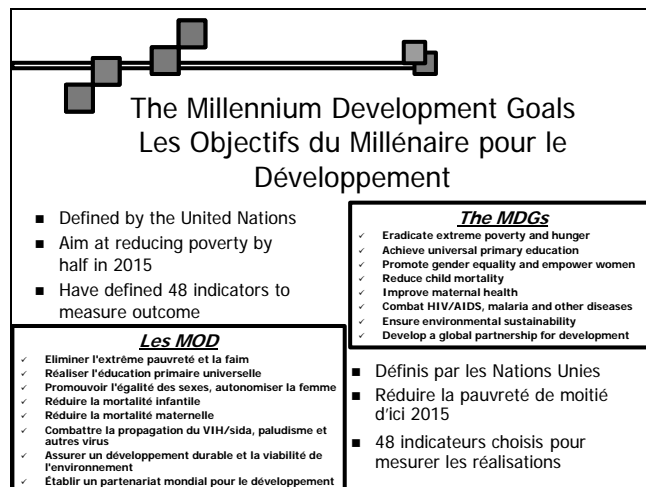 The Millennium Development Goals
Les Objectifs du Millénaire pour le
Développement
■ Defined by the United Nations
■ Aim at reducing poverty by
half in 2015
■ Have defined 48 indicators to
measure outcome
The MDGs
✓ Eradicate extreme poverty and hunger
✓ Achieve universal primary education
✓ Promote gender equality and empower women
✓ Reduce child mortality
✓ Improve maternal health
✓ Combat HIV/AIDS, malaria and other diseases
✓ Ensure environmental sustainability
✓ Develop a global partnership for development
Les MOD
✓ Eliminer l'extrême pauvreté et la faim
✓ Réaliser l'éducation primaire universelle
✓ Promouvoir l'égalité des sexes, autonomiser la femme
✓ Réduire la mortalité infantile
✓ Réduire la mortalité maternelle
✓ Combattre la propagation du VIH/sida, paludisme et
autres virus
✓ Assurer un développement durable et la viabilité de
l'environnement
✓ Établir un partenariat mondial pour le développement
■ Définis par les Nations Unies
■ Réduire la pauvreté de moitié
d'ici 2015
■ 48 indicateurs choisis pour
mesurer les réalisations